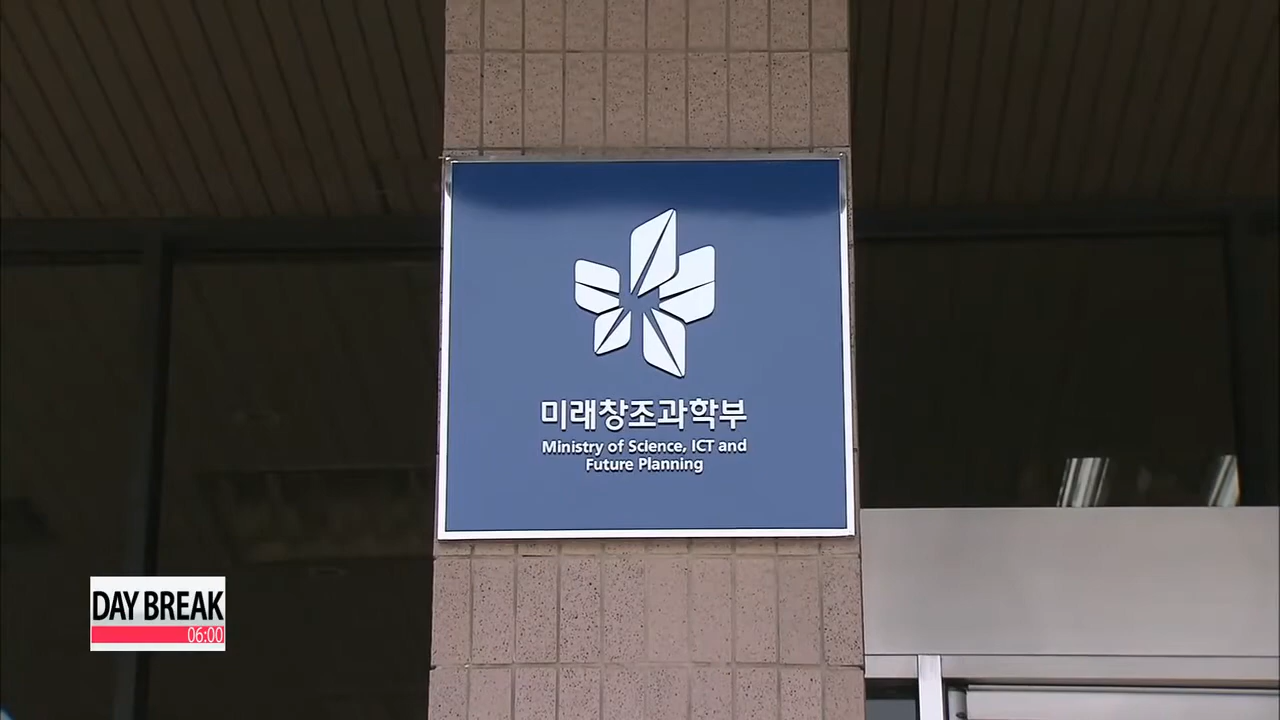 미래창조과학부
Ministry of Science, ICT and
Future Planning
DAY BREAK
06:00